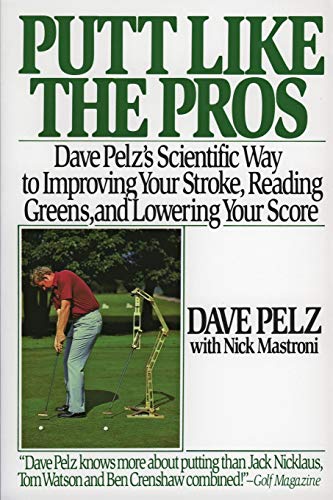 PUTT LIKE
THE PROS
Dave Pelz's Scientific Way
to Improving Your Stroke, Reading
Greens, and Lowering Your Score
DAVE PELZ
with Nick Mastroni
"Dave Pelz knows more about putting than Jack Nicklaus,
Tom Watson and Ben Crenshaw combined!"–Golf Magazine